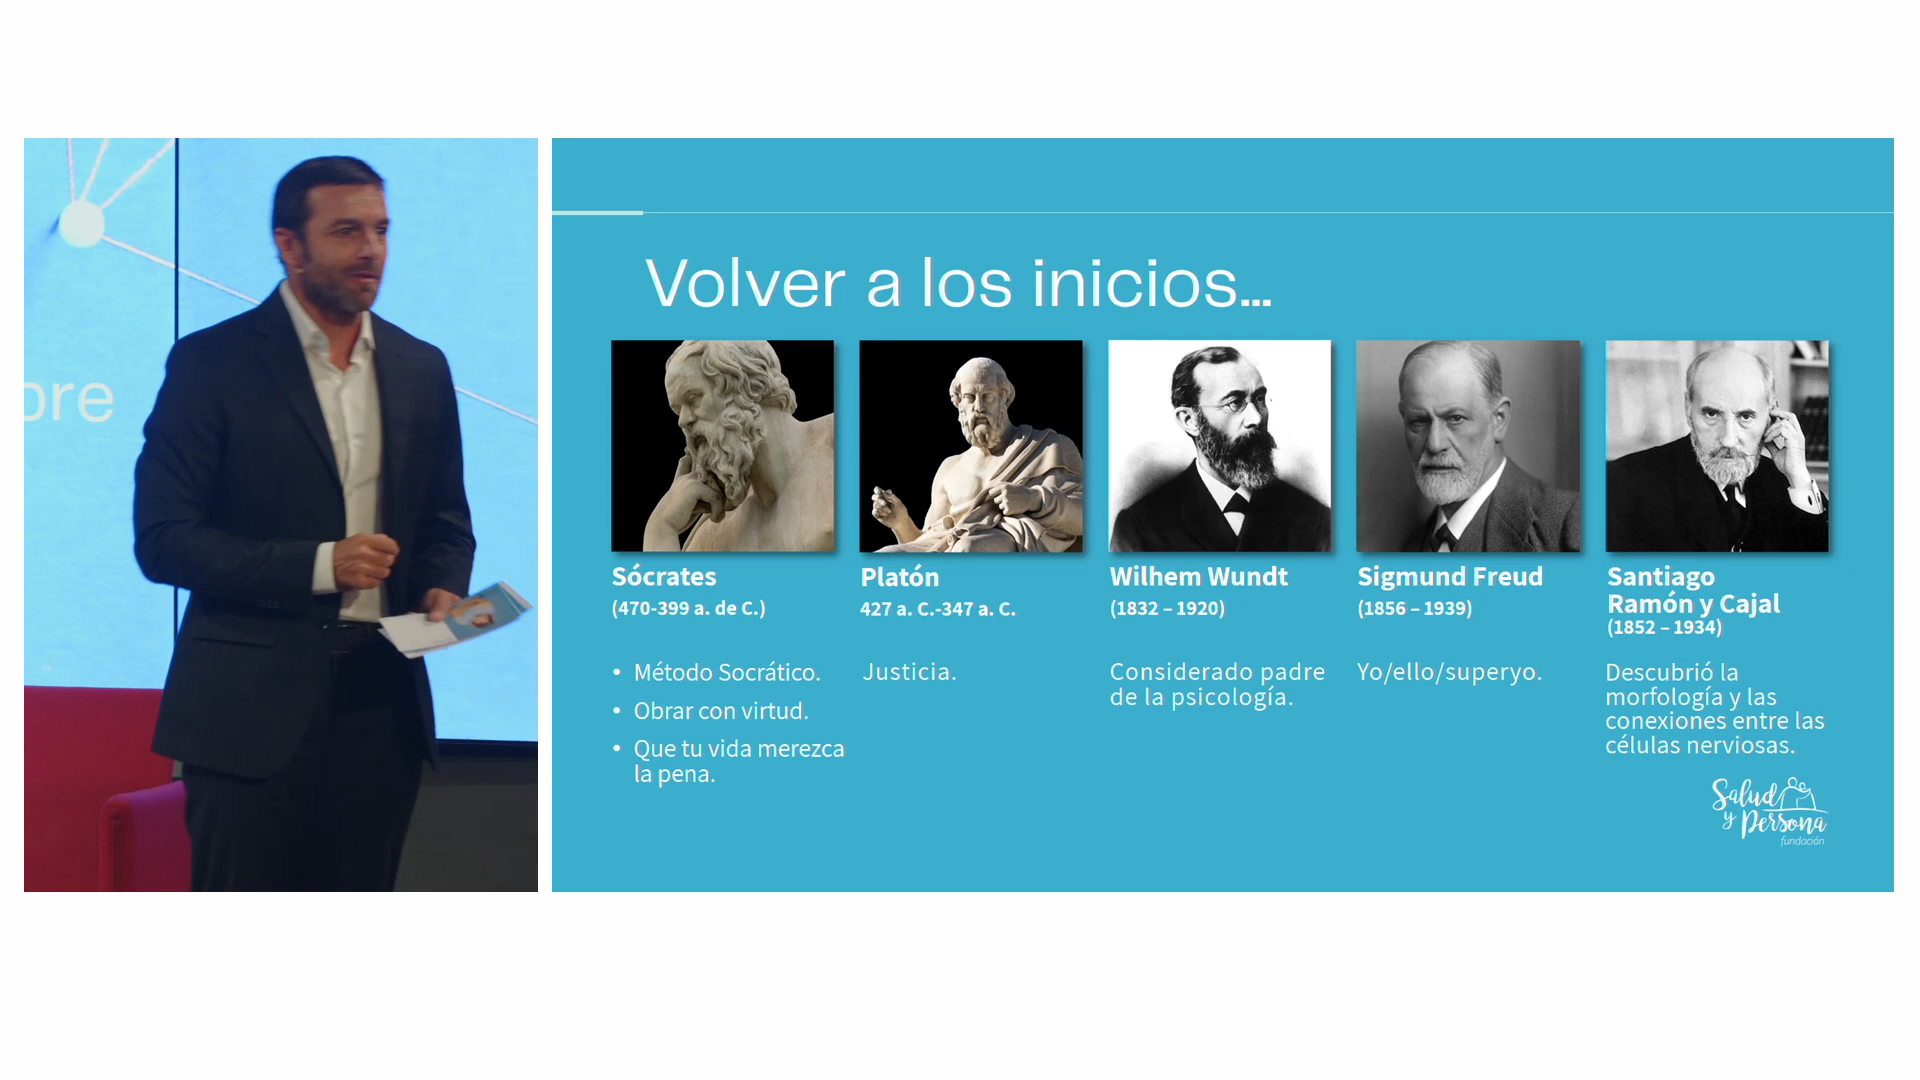 bre
Volver a los inicios...
Sócrates
(470-399 a. de C.)
• Método Socrático.
• Obrar con virtud.
• Que tu vida merezca
la pena.
Platón
427 a. C.-347 a. C.
Justicia.
Wilhem Wundt
(1832 – 1920)
Considerado padre
de la psicología.
Sigmund Freud
(1856 – 1939)
Yo/ello/superyo.
Santiago
Ramón y Cajal
(1852 – 1934)
Descubrió la
morfología y las
conexiones entre las
células nerviosas.
Salud
y Persona
fundación